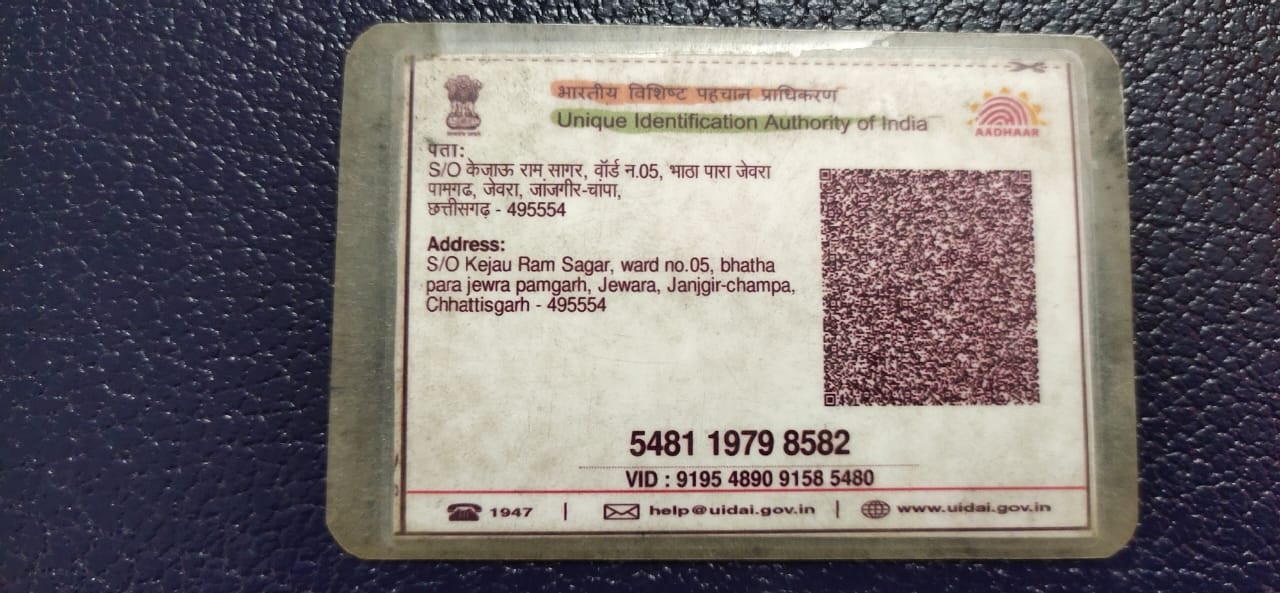 भारतीय विशिष्ट पहचान प्राधिकरण
Unique Identification Authority of India
AADHAAR
पता:
S/O केजाऊ राम सागर, वॉर्ड न.05, भाठा पारा जेवरा
पामगढ, जेवरा, जांजगीर-चांपा,
छत्तीसगढ़ - 495554
Address:
S/O Kejau Ram Sagar, ward no.05, bhatha
para jewra pamgarh, Jewara, Janjgir-champa,
Chhattisgarh - 495554
5481 1979 8582
VID : 9195 4890 9158 5480
1947 | help@uidai.gov.in | www.uidai.gov.in